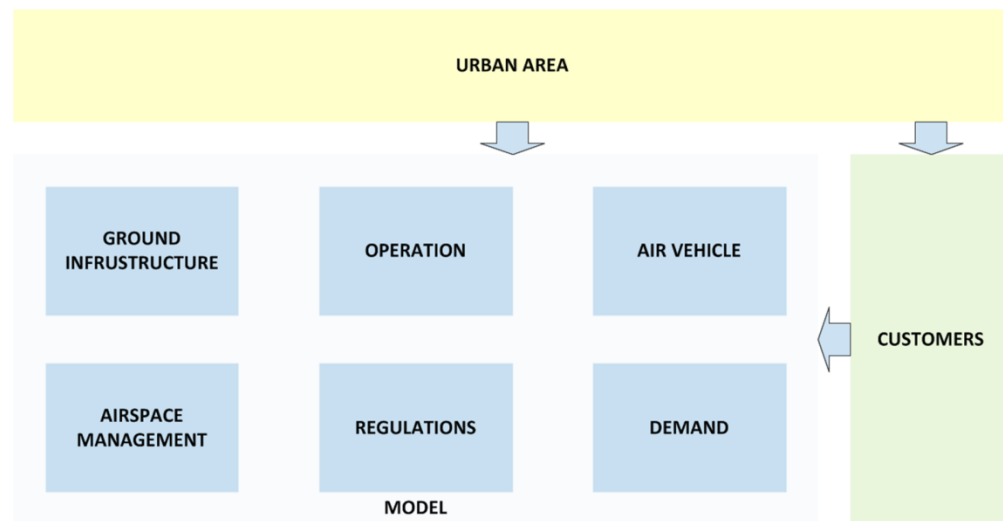 URBAN AREA
GROUND
INFRUSTRUCTURE
OPERATION
AIR VEHICLE
CUSTOMERS
AIRSPACE
MANAGEMENT
REGULATIONS
DEMAND
MODEL